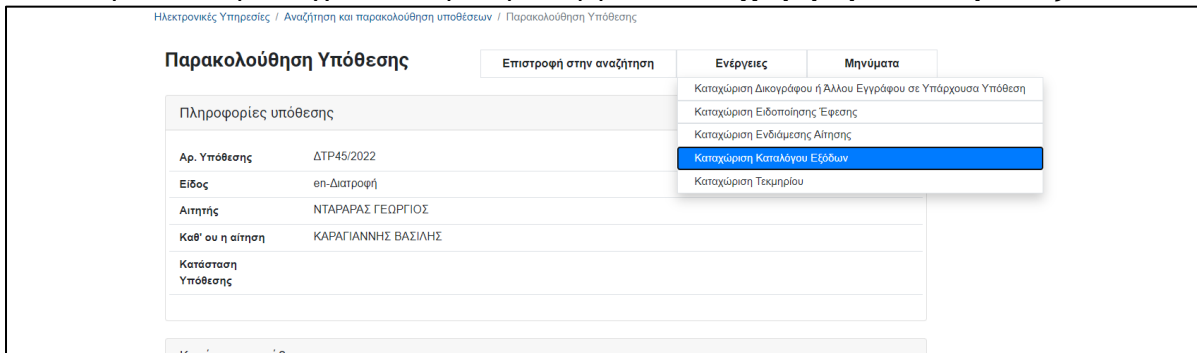 Ηλεκτρονικές Υπηρεσίες / Αναζήτηση και παρακολούθηση υποθέσεων / Παρακολούθηση Υπόθεσης
Παρακολούθηση Υπόθεσης
Επιστροφή στην αναζήτηση Ενέργειες Μηνύματα
Καταχώριση Δικογράφου ή Άλλου Εγγράφου σε Υπάρχουσα Υπόθεση
Καταχώριση Ειδοποίησης Έφεσης
Καταχώριση Ενδιάμεσης Αίτησης
Καταχώριση Καταλόγου Εξόδων
Καταχώριση Τεκμηρίου
Πληροφορίες υπόθεσης
Αρ. Υπόθεσης ΔΤΡ45/2022
Είδος en-Διατροφή
Αιτητής ΝΤΑΡΑΡΑΣ ΓΕΩΡΓΙΟΣ
Καθ' ου η αίτηση ΚΑΡΑΓΙΑΝΝΗΣ ΒΑΣΙΛΗΣ
Κατάσταση
Υπόθεσης